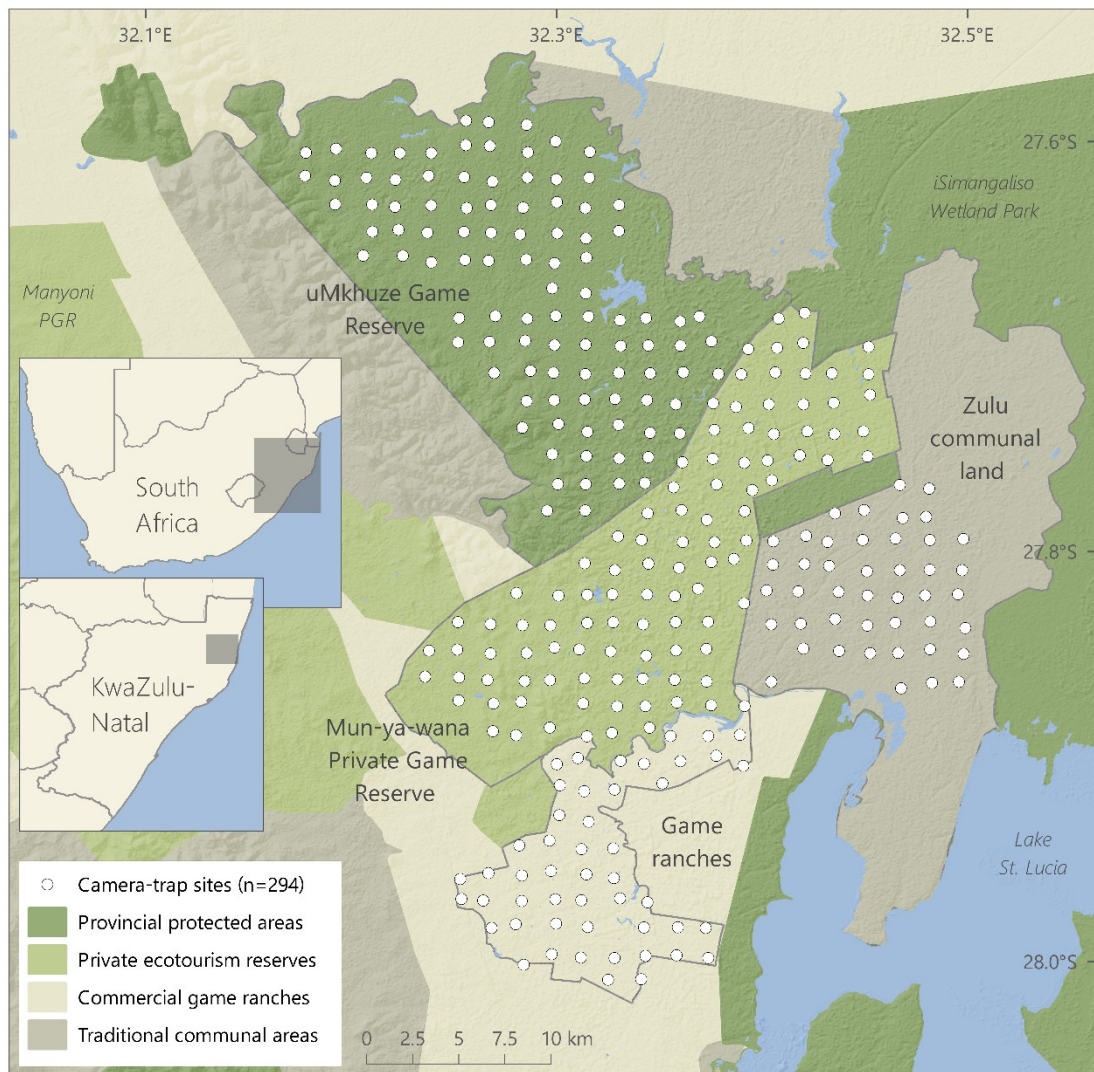 32.1°E
32.3°E
32.5°E
27.6°S
iSimangaliso
Wetland Park
Manyoni
PGR
uMkhuze Game
Reserve
Zulu
communal
land
South
Africa
27.8°S
KwaZulu-
Natal
Mun-ya-wana
Private Game
Reserve
Game
ranches
Lake
St. Lucia
28.0°S
Camera-trap sites (n=294)
Provincial protected areas
Private ecotourism reserves
Commercial game ranches
Traditional communal areas
0 2.5 5 10 km